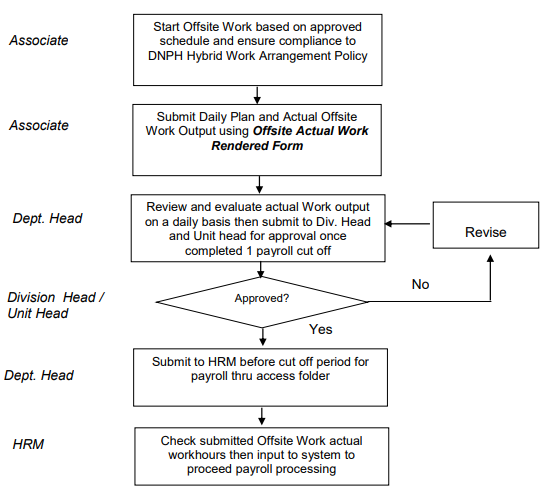 Associate
Start Offsite Work based on approved
schedule and ensure compliance to
DNPH Hybrid Work Arrangement Policy
Associate
Submit Daily Plan and Actual Offsite
Work Output using Offsite Actual Work
Rendered Form
Dept. Head
Review and evaluate actual Work output
on a daily basis then submit to Div. Head
and Unit head for approval once
completed 1 payroll cut off
Revise
No
Division Head /
Unit Head
Approved?
Yes
Dept. Head
Submit to HRM before cut off period for
payroll thru access folder
HRM
Check submitted Offsite Work actual
workhours then input to system to
proceed payroll processing